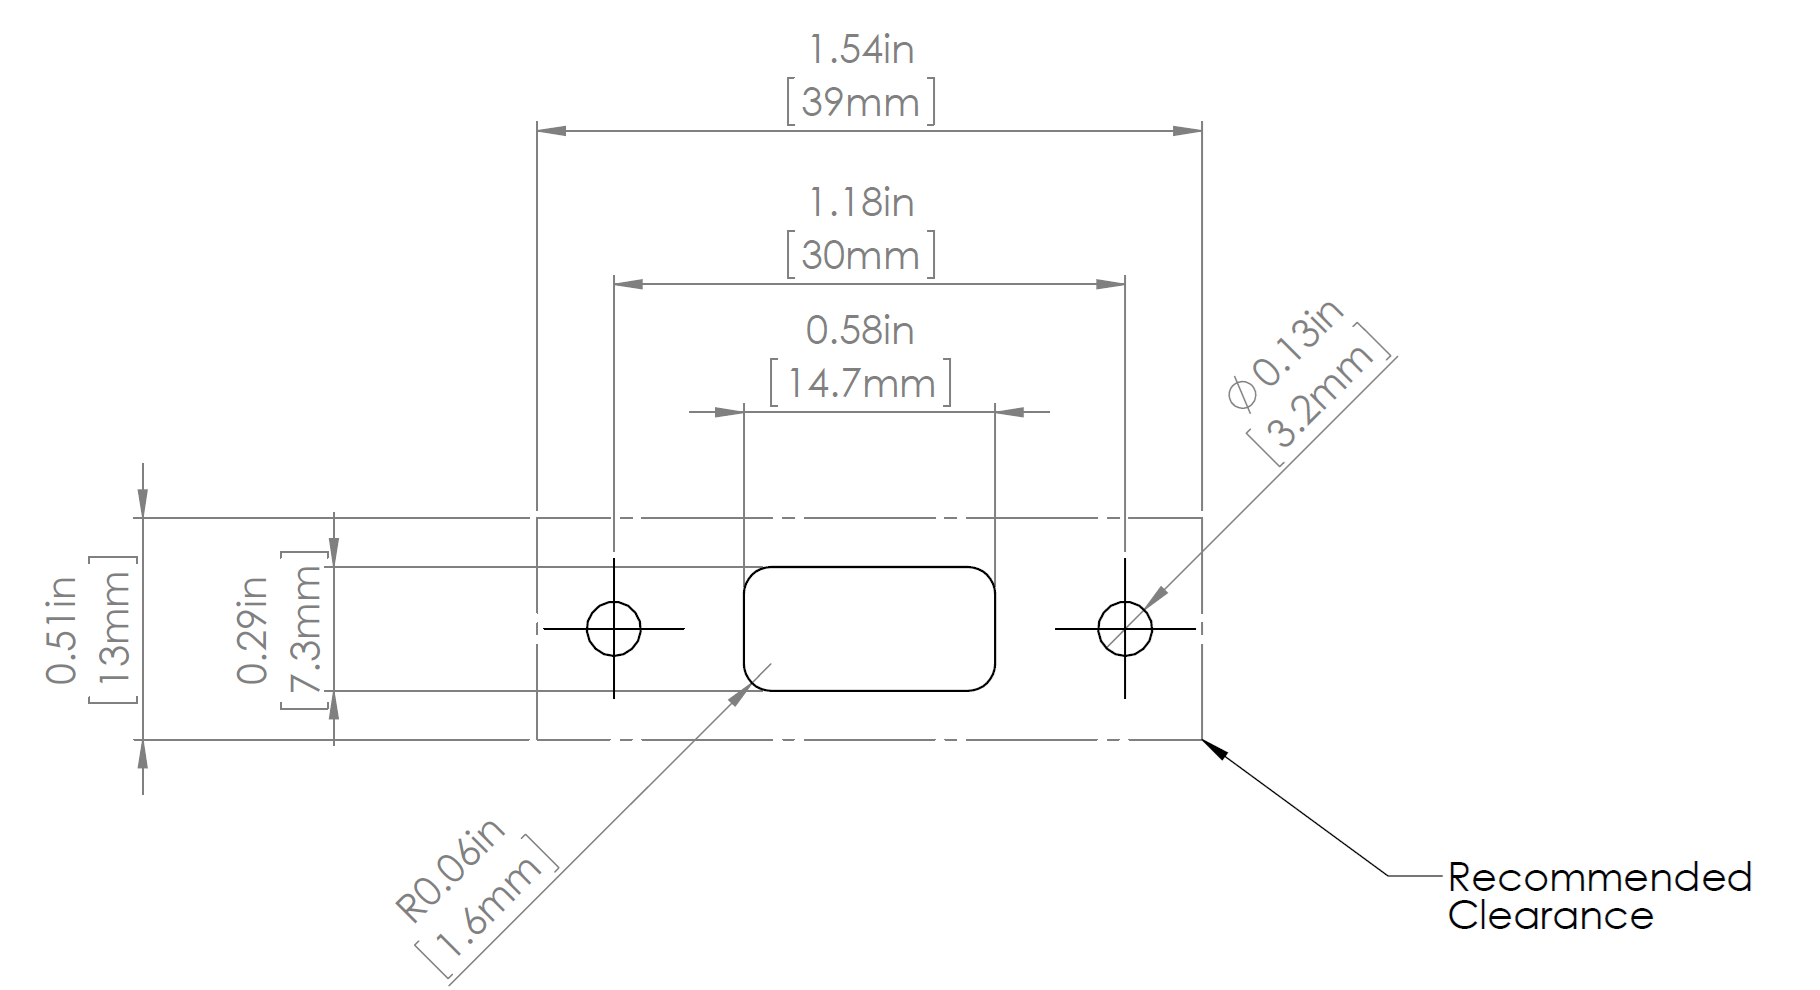 1.54in
[39mm]
1.18in
[30mm]
0.58in
[14.7mm]
⌀0.13in
[3.2mm]
0.51in
[13mm]
0.29in
[7.3mm]
R0.06in
[1.6mm]
Recommended
Clearance